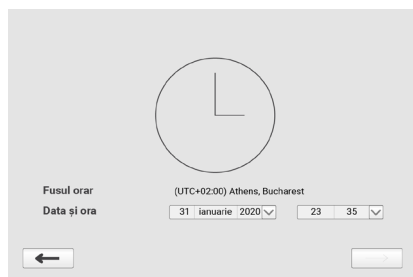 Fusul orar (UTC+02:00) Athens, Bucharest
Data și ora 31 ianuarie 2020 23 35